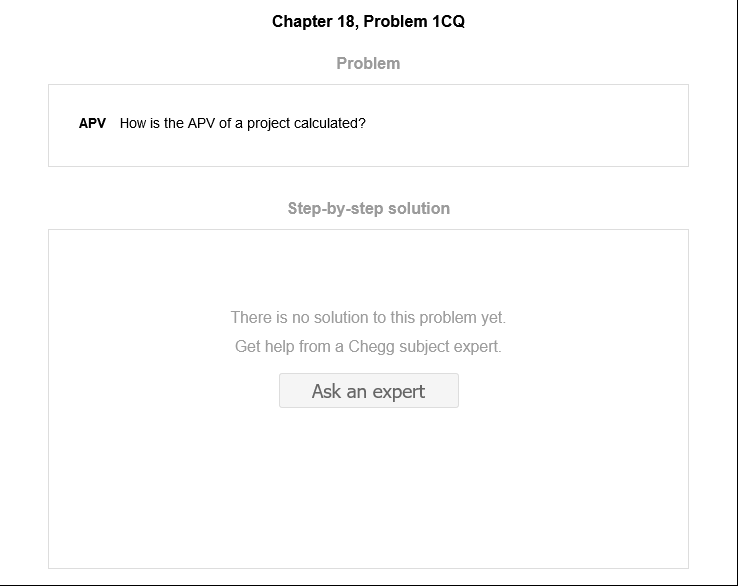 Chapter 18, Problem 1CQ
Problem
APV How is the APV of a project calculated?
Step-by-step solution
There is no solution to this problem yet.
Get help from a Chegg subject expert.
Ask an expert